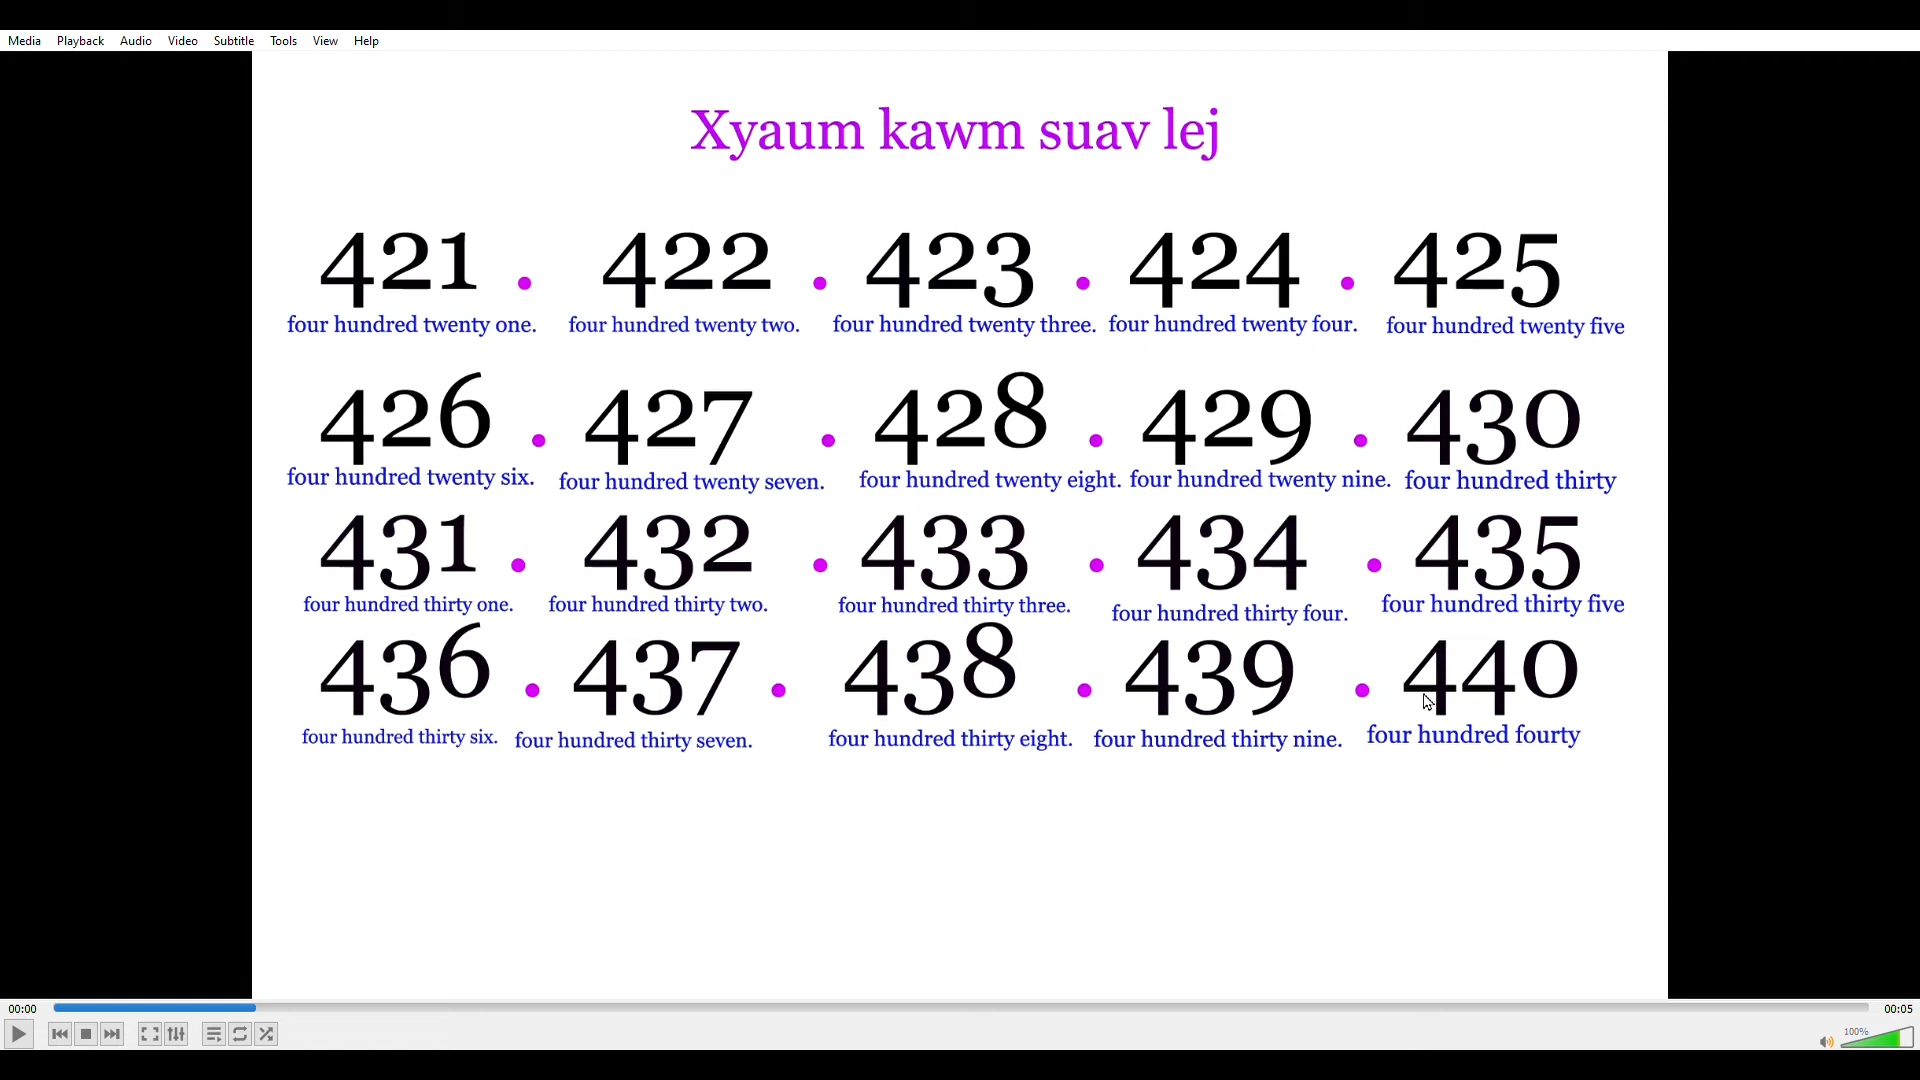 Media Playback Audio Video Subtitle Tools View Help
Xyaum kawm suav lej
421 . 422 . 423 . 424 . 425
four hundred twenty one. four hundred twenty two. four hundred twenty three. four hundred twenty four. four hundred twenty five
426 . 427 . 428 . 429 . 430
four hundred twenty six. four hundred twenty seven. four hundred twenty eight. four hundred twenty nine. four hundred thirty
431 . 432 . 433 . 434 . 435
four hundred thirty one. four hundred thirty two. four hundred thirty three. four hundred thirty four. four hundred thirty five
436 . 437 . 438 . 439 . 440
four hundred thirty six. four hundred thirty seven. four hundred thirty eight. four hundred thirty nine. four hundred fourty
00:00 00:05
100%